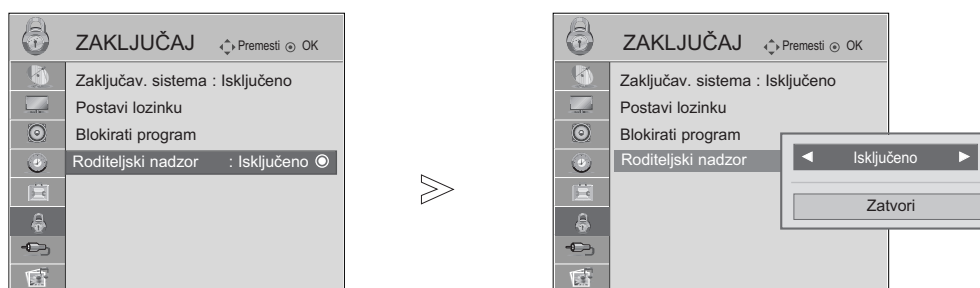 ZAKLJUČAJ Premesti OK
Zaključav. sistema : Isključeno
Postavi lozinku
Blokirati program
Roditeljski nadzor : Isključeno
ZAKLJUČAJ Premesti OK
Zaključav. sistema : Isključeno
Postavi lozinku
Blokirati program
Roditeljski nadzor
Isključeno
Zatvori